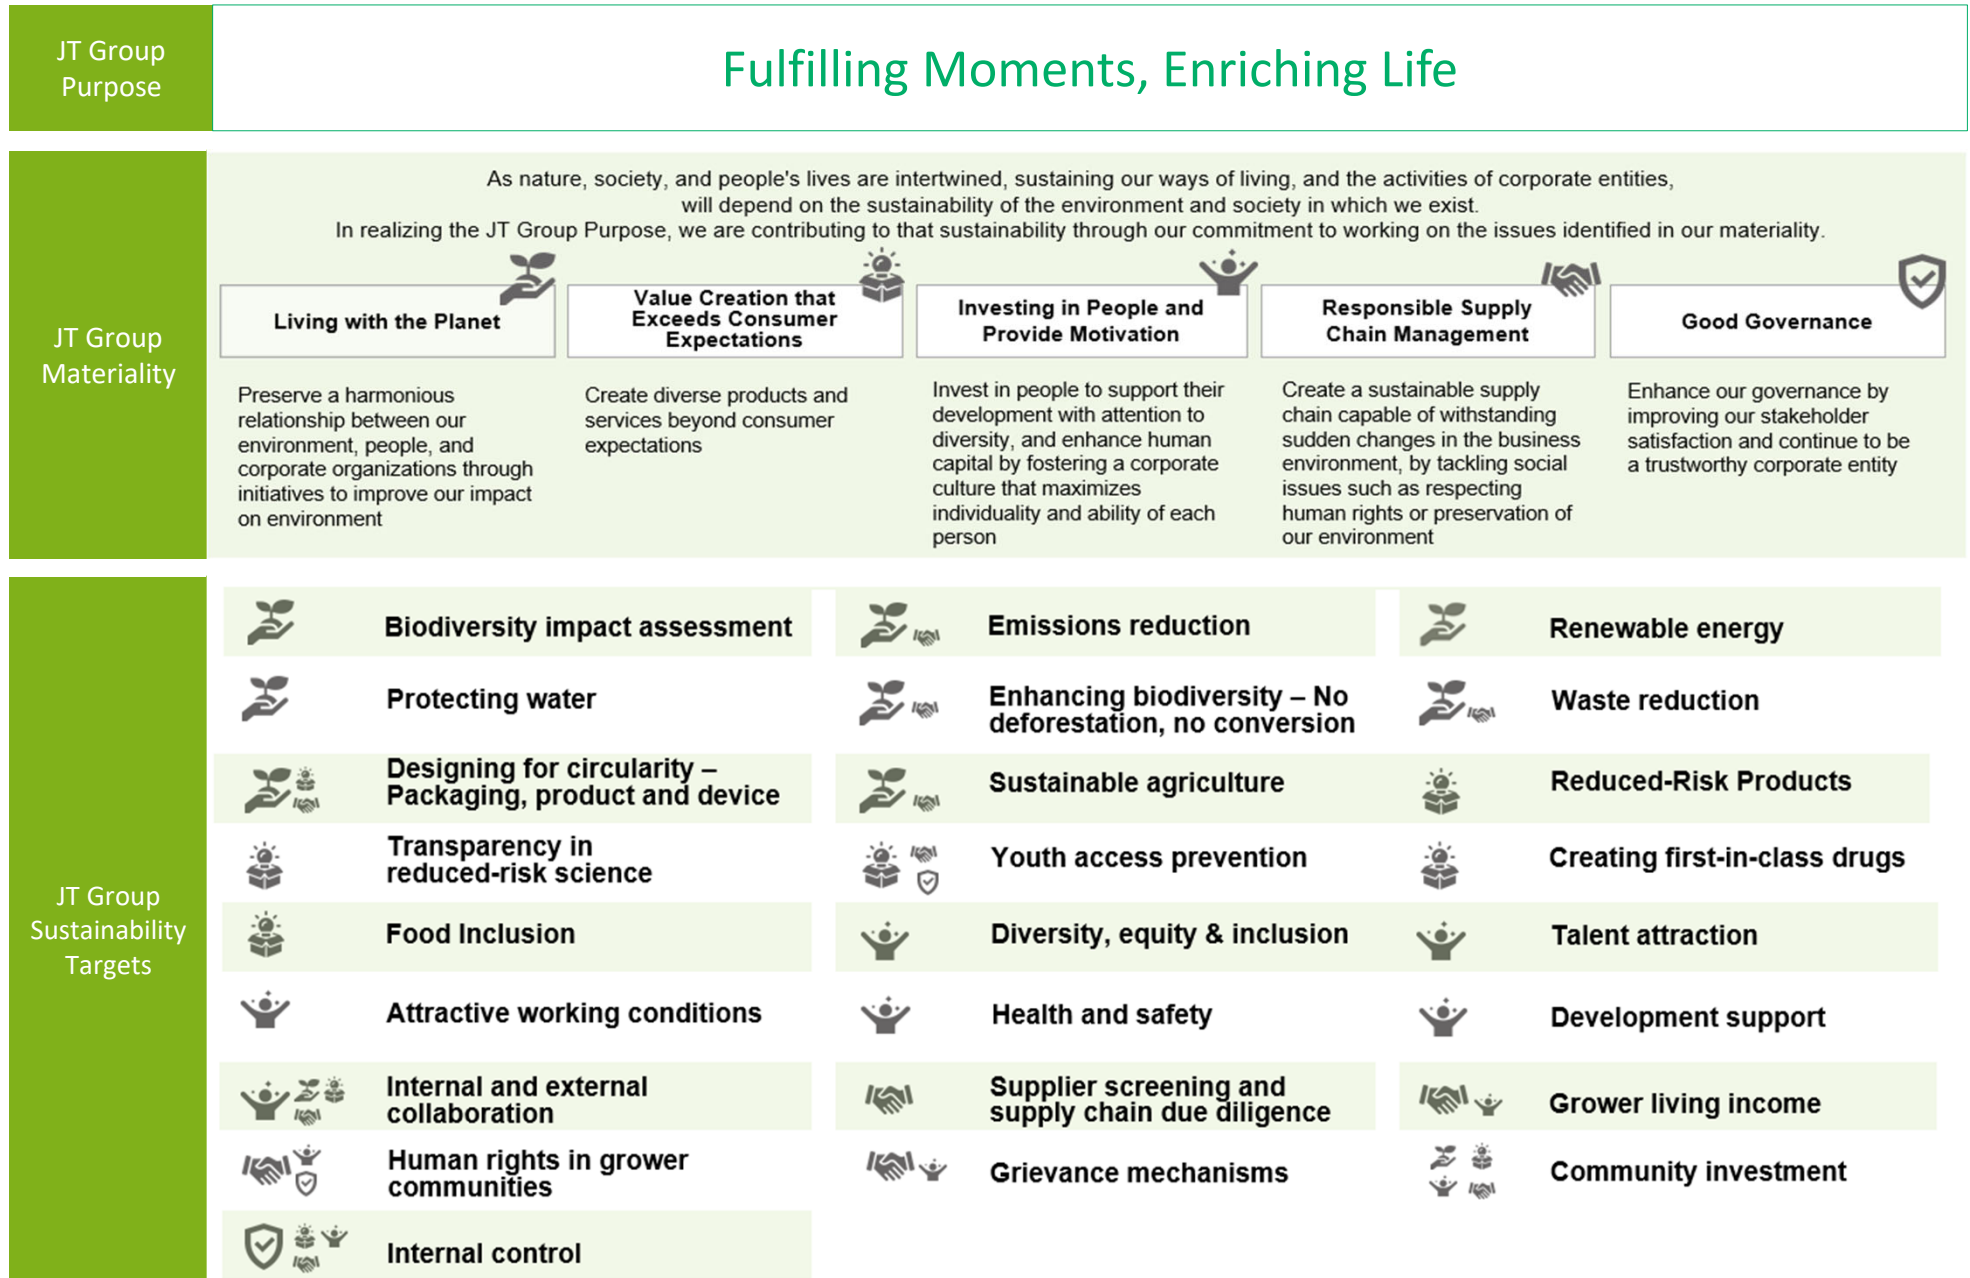 JT Group
Purpose
Fulfilling Moments, Enriching Life
JT Group
Materiality
As nature, society, and people's lives are intertwined, sustaining our ways of living, and the activities of corporate entities,
will depend on the sustainability of the environment and society in which we exist.
In realizing the JT Group Purpose, we are contributing to that sustainability through our commitment to working on the issues identified in our materiality.
Living with the Planet
Preserve a harmonious
relationship between our
environment, people, and
corporate organizations through
initiatives to improve our impact
on environment
Value Creation that
Exceeds Consumer
Expectations
Create diverse products and
services beyond consumer
expectations
Investing in People and
Provide Motivation
Invest in people to support their
development with attention to
diversity, and enhance human
capital by fostering a corporate
culture that maximizes
individuality and ability of each
person
Responsible Supply
Chain Management
Create a sustainable supply
chain capable of withstanding
sudden changes in the business
environment, by tackling social
issues such as respecting
human rights or preservation of
our environment
Good Governance
Enhance our governance by
improving our stakeholder
satisfaction and continue to be
a trustworthy corporate entity
JT Group
Sustainability
Targets
Biodiversity impact assessment
Emissions reduction
Renewable energy
Protecting water
Enhancing biodiversity – No
deforestation, no conversion
Waste reduction
Designing for circularity –
Packaging, product and device
Sustainable agriculture
Reduced-Risk Products
Transparency in
reduced-risk science
Youth access prevention
Creating first-in-class drugs
Food Inclusion
Diversity, equity & inclusion
Talent attraction
Attractive working conditions
Health and safety
Development support
Internal and external
collaboration
Supplier screening and
supply chain due diligence
Grower living income
Human rights in grower
communities
Grievance mechanisms
Community investment
Internal control